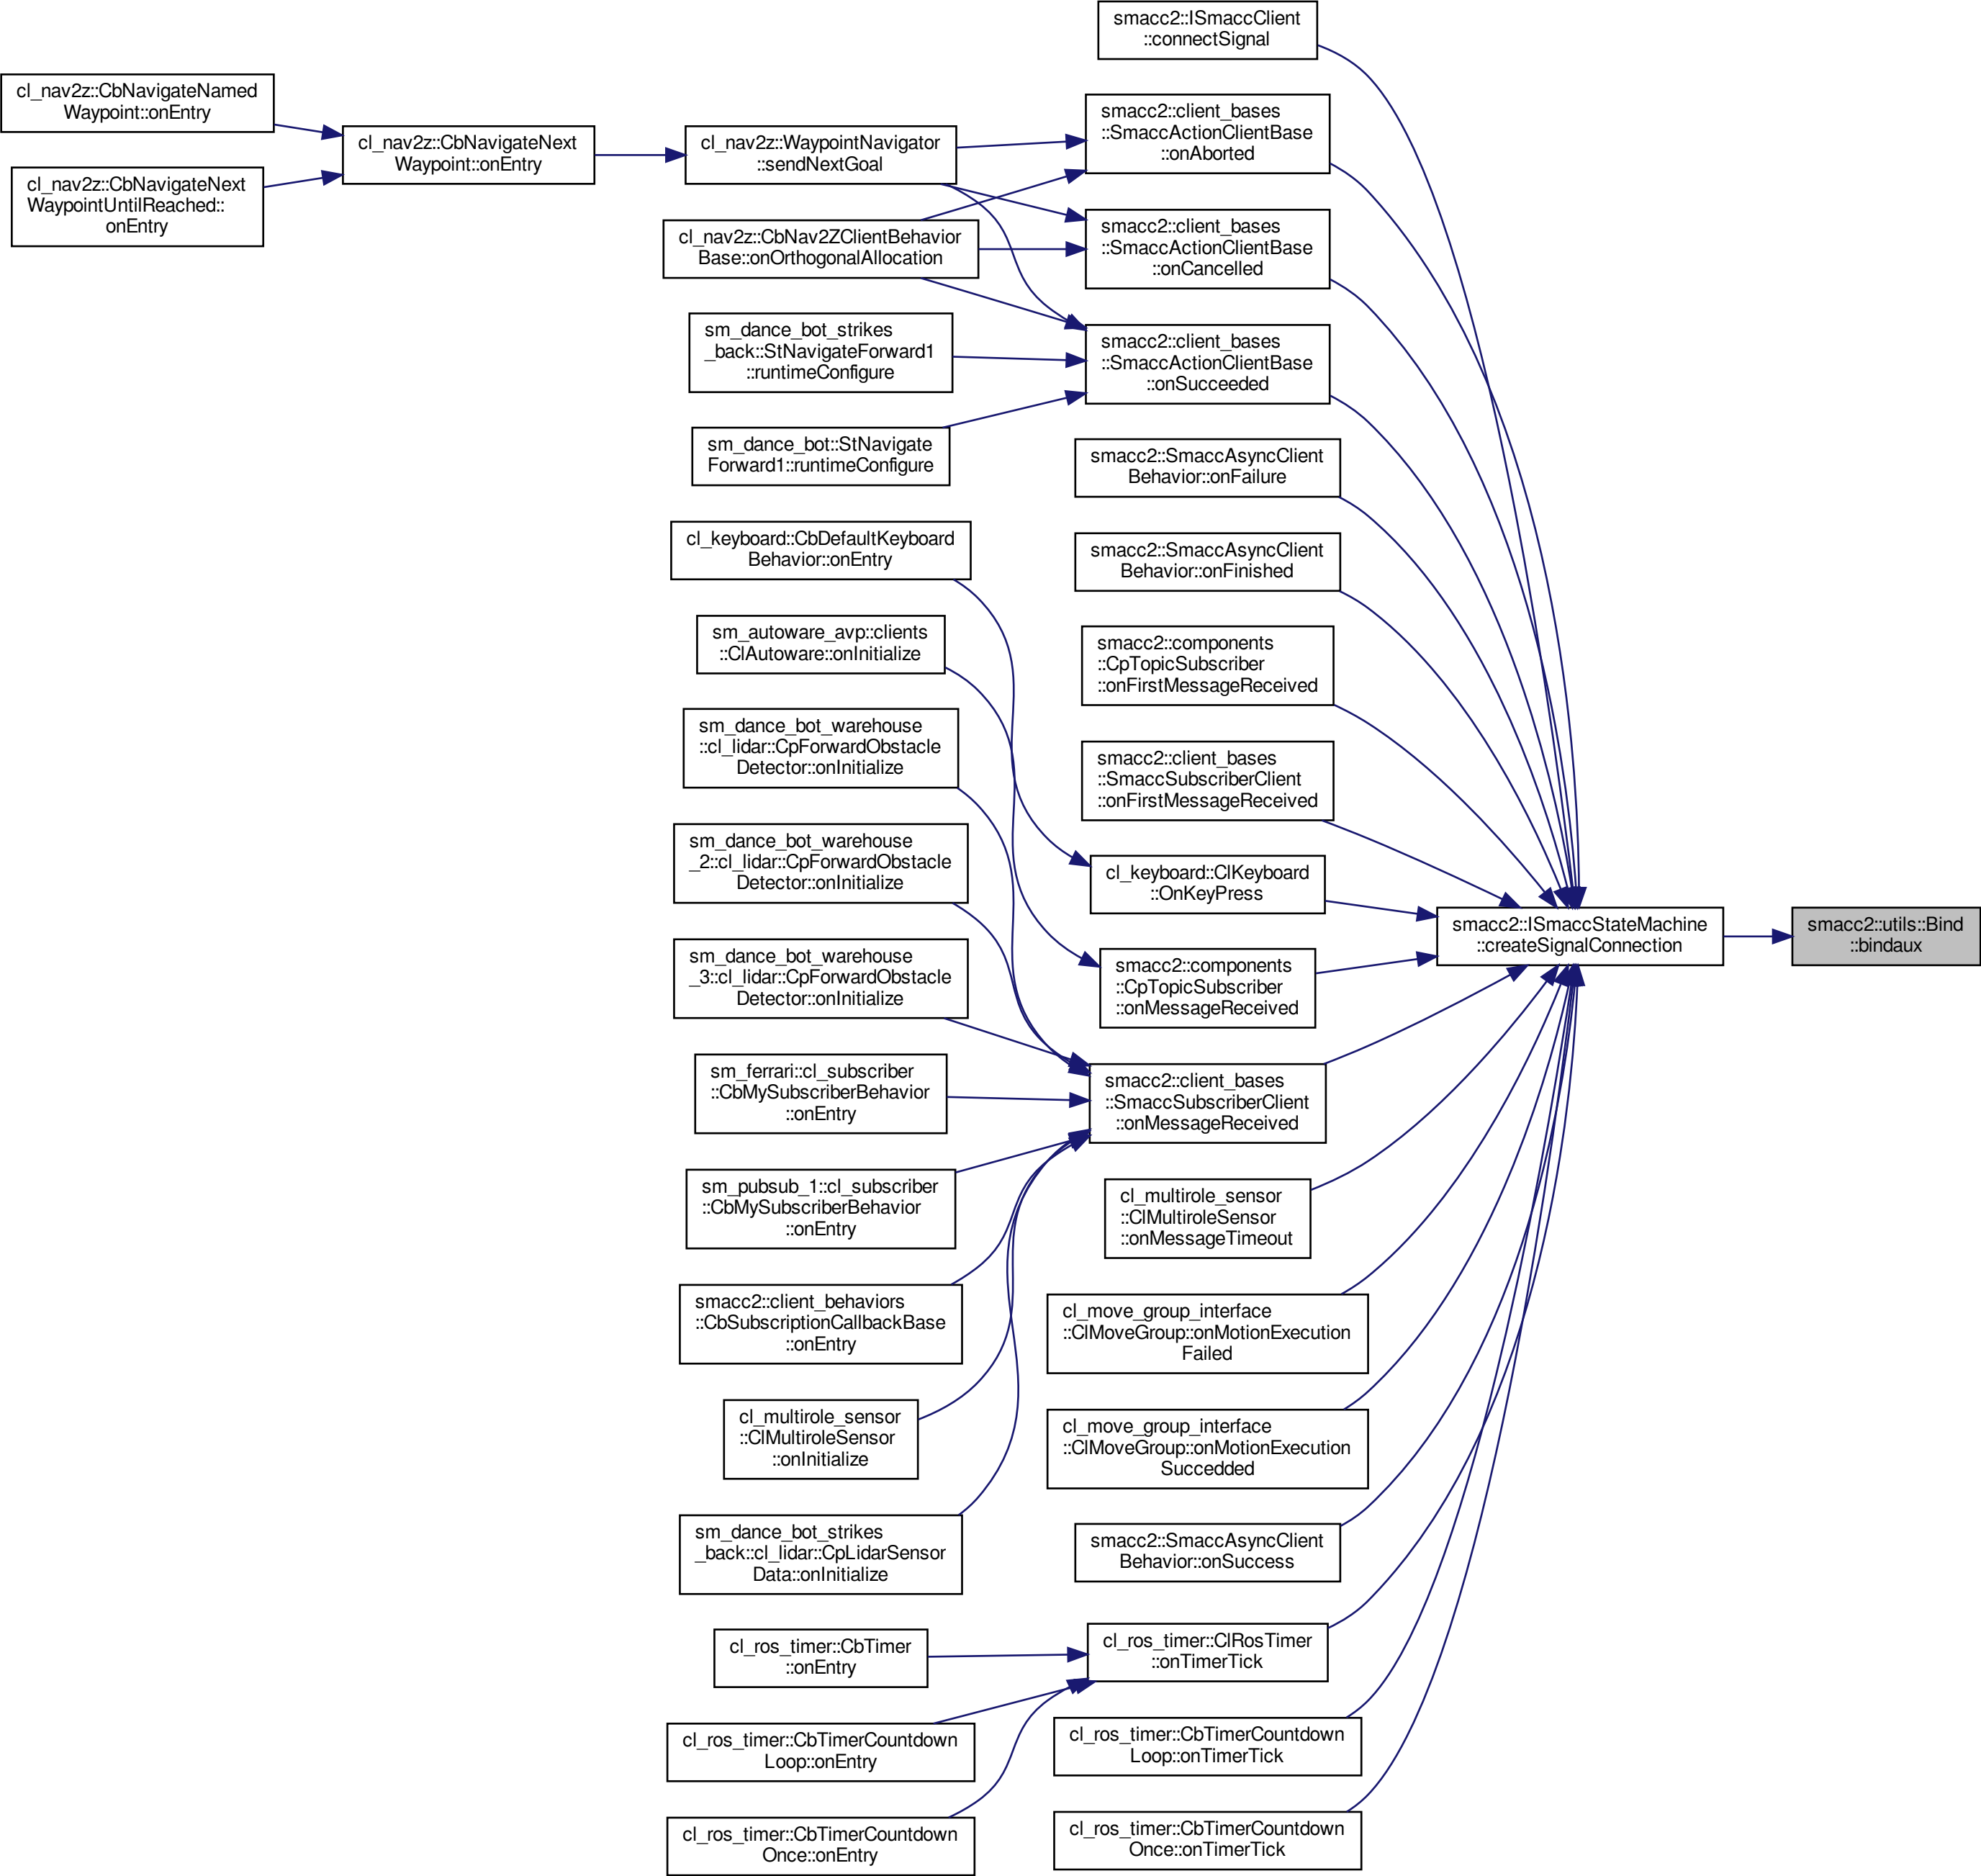 smacc2::ISmaccClient
::connectSignal
cl_nav2z::CbNavigateNamed
Waypoint::onEntry
cl_nav2z::CbNavigateNext
WaypointUntilReached::
onEntry
cl_nav2z::CbNavigateNext
Waypoint::onEntry
cl_nav2z::WaypointNavigator
::sendNextGoal
smacc2::client_bases
::SmaccActionClientBase
::onAborted
smacc2::client_bases
::SmaccActionClientBase
::onCancelled
cl_nav2z::CbNav2ZClientBehavior
Base::onOrthogonalAllocation
sm_dance_bot_strikes
_back::StNavigateForward1
::runtimeConfigure
smacc2::client_bases
::SmaccActionClientBase
::onSucceeded
sm_dance_bot::StNavigate
Forward1::runtimeConfigure
smacc2::SmaccAsyncClient
Behavior::onFailure
cl_keyboard::CbDefaultKeyboard
Behavior::onEntry
smacc2::SmaccAsyncClient
Behavior::onFinished
sm_autoware_avp::clients
::ClAutoware::onInitialize
smacc2::components
::CpTopicSubscriber
::onFirstMessageReceived
sm_dance_bot_warehouse
::cl_lidar::CpForwardObstacle
Detector::onInitialize
smacc2::client_bases
::SmaccSubscriberClient
::onFirstMessageReceived
sm_dance_bot_warehouse
_2::cl_lidar::CpForwardObstacle
Detector::onInitialize
cl_keyboard::ClKeyboard
::OnKeyPress
smacc2::ISmaccStateMachine
::createSignalConnection
smacc2::utils::Bind
::bindaux
sm_dance_bot_warehouse
_3::cl_lidar::CpForwardObstacle
Detector::onInitialize
smacc2::components
::CpTopicSubscriber
::onMessageReceived
sm_ferrari::cl_subscriber
::CbMySubscriberBehavior
::onEntry
smacc2::client_bases
::SmaccSubscriberClient
::onMessageReceived
sm_pubsub_1::cl_subscriber
::CbMySubscriberBehavior
::onEntry
cl_multirole_sensor
::ClMultiroleSensor
::onMessageTimeout
smacc2::client_behaviors
::CbSubscriptionCallbackBase
::onEntry
cl_move_group_interface
::ClMoveGroup::onMotionExecution
Failed
cl_multirole_sensor
::ClMultiroleSensor
::onInitialize
cl_move_group_interface
::ClMoveGroup::onMotionExecution
Succedded
sm_dance_bot_strikes
_back::cl_lidar::CpLidarSensor
Data::onInitialize
smacc2::SmaccAsyncClient
Behavior::onSuccess
cl_ros_timer::CbTimer
::onEntry
cl_ros_timer::ClRosTimer
::onTimerTick
cl_ros_timer::CbTimerCountdown
Loop::onEntry
cl_ros_timer::CbTimerCountdown
Loop::onTimerTick
cl_ros_timer::CbTimerCountdown
Once::onEntry
cl_ros_timer::CbTimerCountdown
Once::onTimerTick